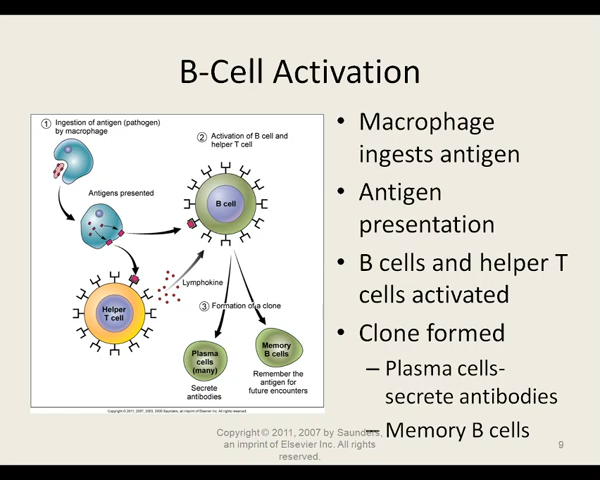 B-Cell Activation
① Ingestion of antigen (pathogen)
by macrophage
② Activation of B cell and
helper T cell
Antigens presented
B cell
Lymphokine
Helper
T cell
③ Formation of a clone
Plasma
cells
(many)
Memory
B cells
Secrete
antibodies
Remember the
antigen for
future encounters
Copyright © 2011, 2007, 2003, 2000 Saunders, an imprint of Elsevier Inc. All rights reserved.
• Macrophage
ingests antigen
• Antigen
presentation
• B cells and helper T
cells activated
• Clone formed
– Plasma cells-
secrete antibodies
– Memory B cells
Copyright © 2011, 2007 by Saunders,
an imprint of Elsevier Inc. All rights
reserved.
9